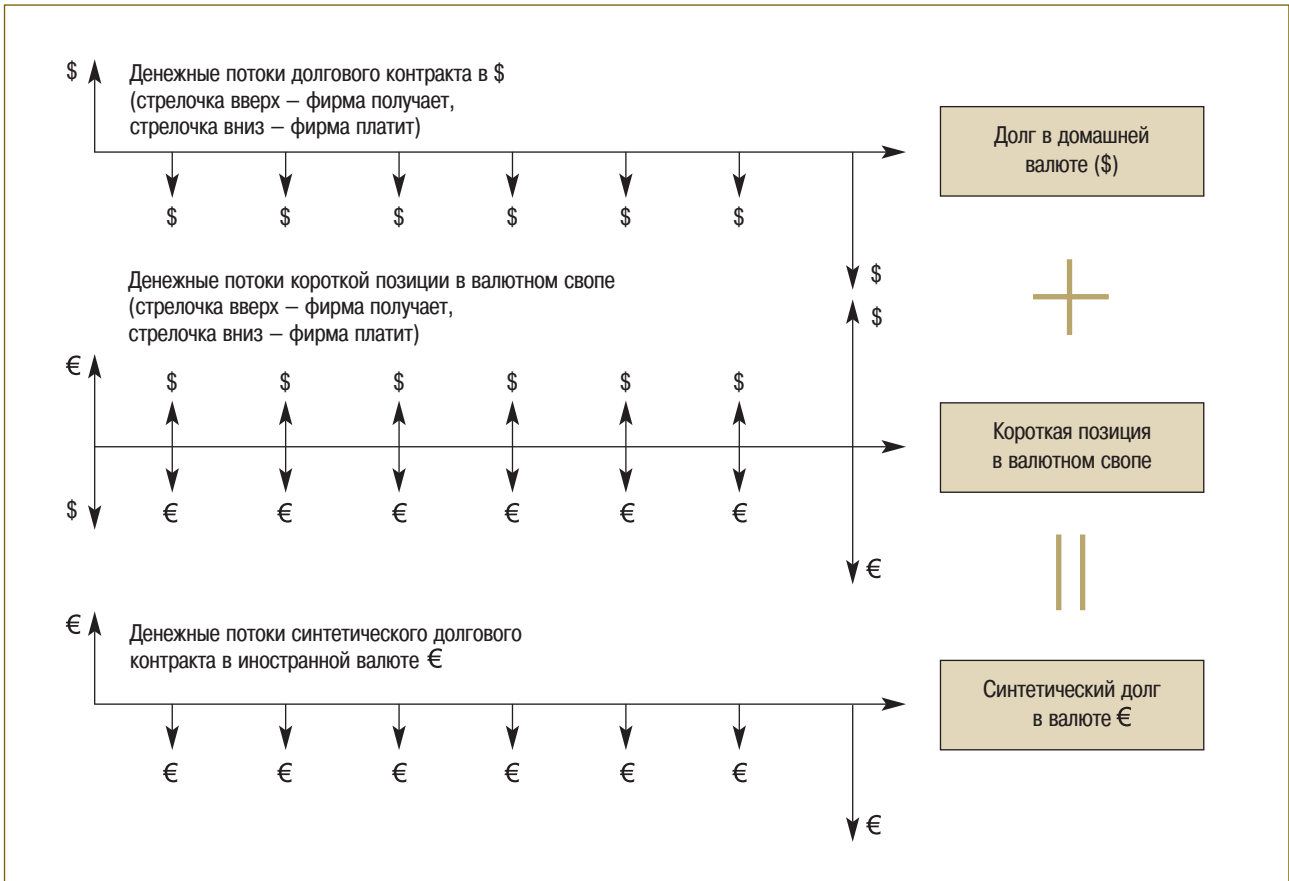 $
Денежные потоки долгового контракта в $
(стрелочка вверх – фирма получает,
стрелочка вниз – фирма платит)
Долг в домашней
валюте ($)
$ $ $ $ $ $
$
Денежные потоки короткой позиции в валютном свопе
(стрелочка вверх – фирма получает,
стрелочка вниз – фирма платит)
$
€
$ $ $ $ $ $
Короткая позиция
в валютном свопе
$
€ € € € € €
€
€
Денежные потоки синтетического долгового
контракта в иностранной валюте €
Синтетический долг
в валюте €
€ € € € € €
€